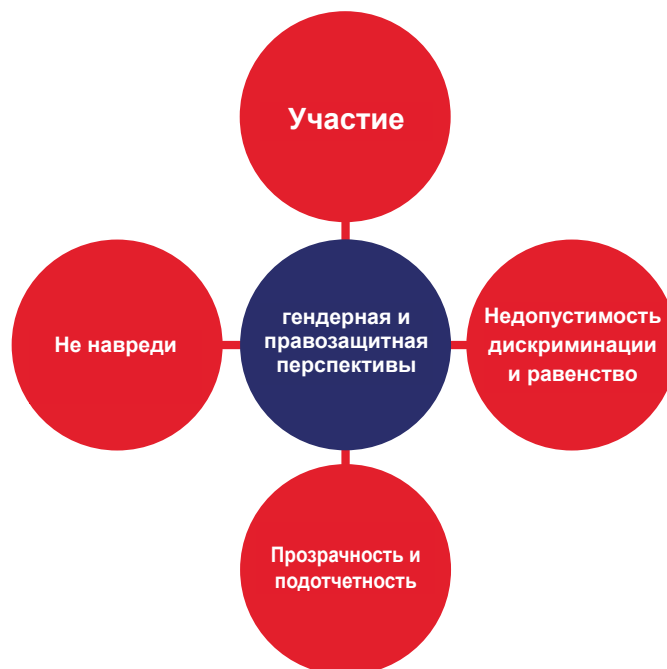 Участие
Не навреди
гендерная и
правозащитная
перспективы
Недопустимость
дискриминации
и равенство
Прозрачность и
подотчетность